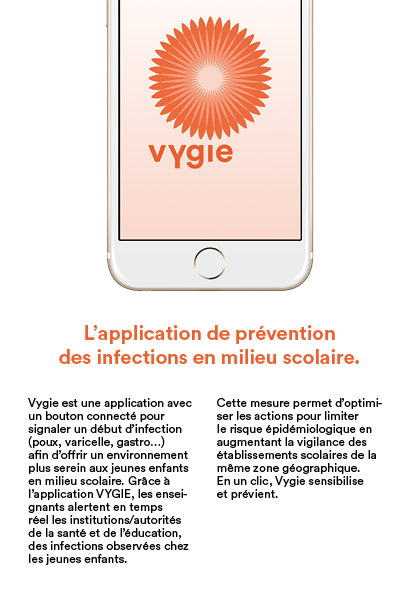 vygie
L’application de prévention
des infections en milieu scolaire.
Vygie est une application avec
un bouton connecté pour
signaler un début d’infection
(poux, varicelle, gastro…)
afin d’offrir un environnement
plus serein aux jeunes enfants
en milieu scolaire. Grâce à
l’application VYGIE, les ensei-
gnants alertent en temps
réel les institutions/autorités
de la santé et de l’éducation,
des infections observées chez
les jeunes enfants.
Cette mesure permet d’optimi-
ser les actions pour limiter
le risque épidémiologique en
augmentant la vigilance des
établissements scolaires de la
même zone géographique.
En un clic, Vygie sensibilise
et prévient.